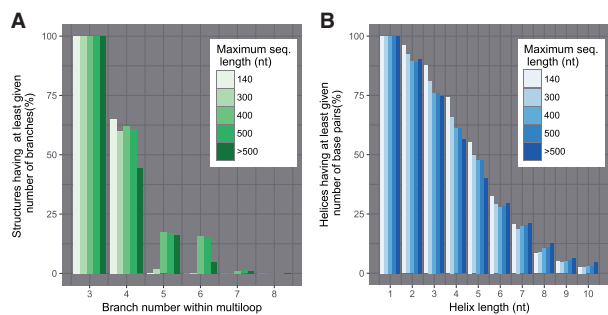 A
B
Structures having at least given
number of branches(%)
100
75
50
25
0
3 4 5 6 7 8
Branch number within multiloop
Maximum seq.
length (nt)
140
300
400
500
>500
Helices having at least given
number of base pairs(%)
100
75
50
25
0
1 2 3 4 5 6 7 8 9 10
Helix length (nt)
Maximum seq.
length (nt)
140
300
400
500
>500